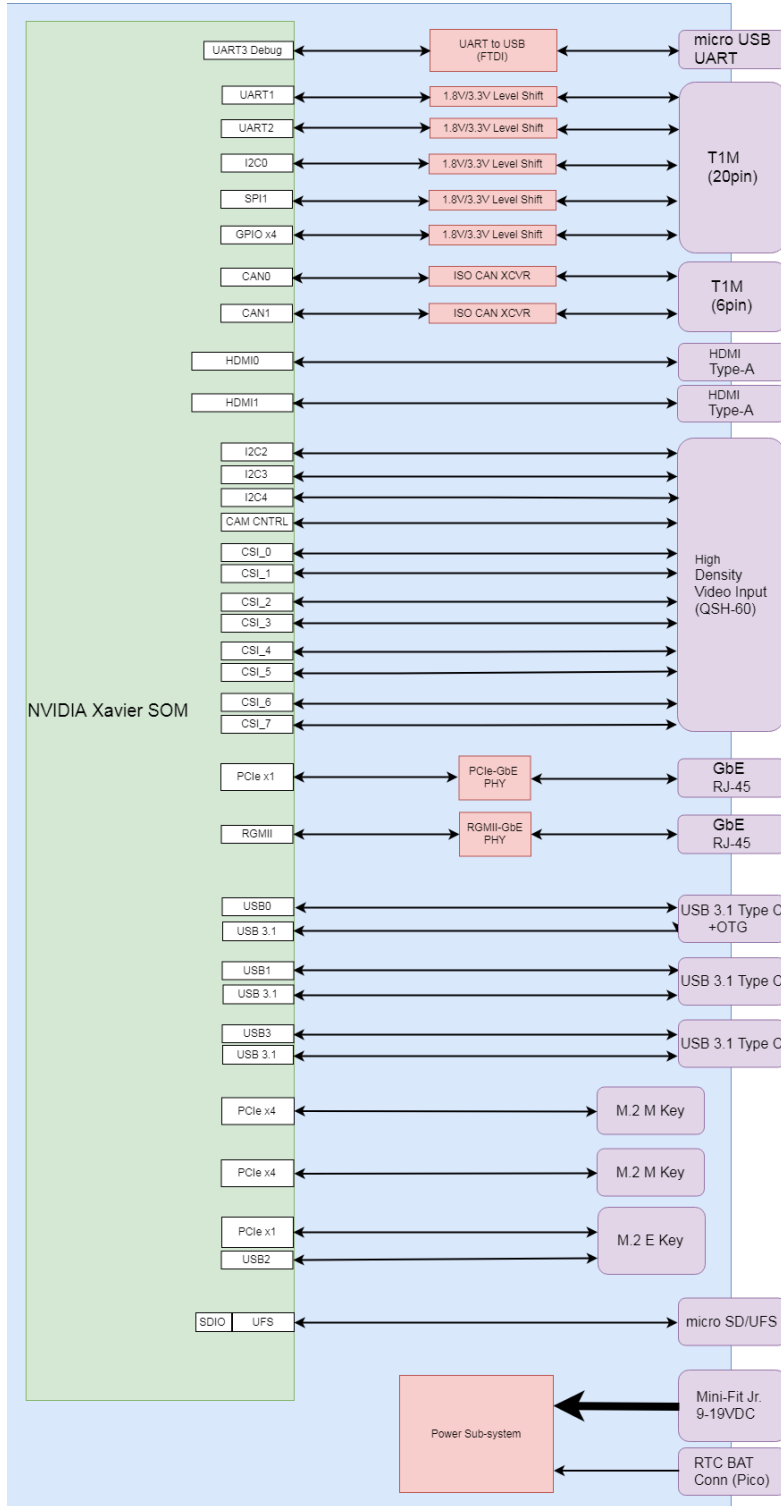 UART3 Debug
UART to USB
(FTDI)
micro USB
UART
UART1
1.8V/3.3V Level Shift
UART2
1.8V/3.3V Level Shift
I2C0
1.8V/3.3V Level Shift
SPI1
1.8V/3.3V Level Shift
GPIO x4
1.8V/3.3V Level Shift
T1M
(20pin)
CAN0
ISO CAN XCVR
CAN1
ISO CAN XCVR
T1M
(6pin)
HDMI0
HDMI
Type-A
HDMI1
HDMI
Type-A
I2C2
I2C3
I2C4
CAM CNTRL
CSI_0
CSI_1
CSI_2
CSI_3
CSI_4
CSI_5
CSI_6
CSI_7
High
Density
Video Input
(QSH-60)
NVIDIA Xavier SOM
PCIe x1
PCIe-GbE
PHY
GbE
RJ-45
RGMII
RGMII-GbE
PHY
GbE
RJ-45
USB0
USB 3.1
USB 3.1 Type C
+OTG
USB1
USB 3.1
USB 3.1 Type C
USB3
USB 3.1
USB 3.1 Type C
PCIe x4
M.2 M Key
PCIe x4
M.2 M Key
PCIe x1
USB2
M.2 E Key
SDIO
UFS
micro SD/UFS
Power Sub-system
Mini-Fit Jr.
9-19VDC
RTC BAT
Conn (Pico)